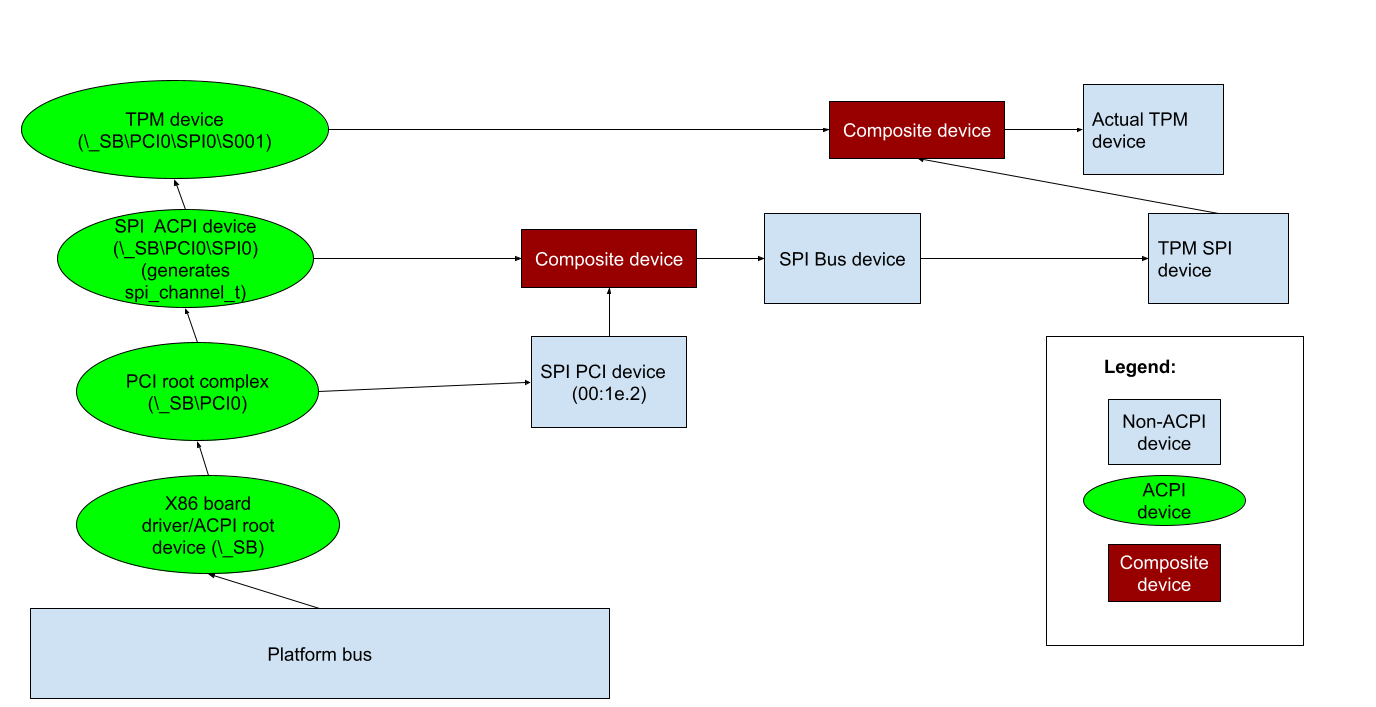 TPM device
(\_SB\PCI0\SPI0\S001)
Composite device
Actual TPM
device
SPI  ACPI device
(\_SB\PCI0\SPI0)
(generates
spi_channel_t)
Composite device
SPI Bus device
TPM SPI
device
PCI root complex
(\_SB\PCI0)
SPI PCI device
(00:1e.2)
X86 board
driver/ACPI root
device (\_SB)
Platform bus
Legend:
Non-ACPI
device
ACPI
device
Composite
device